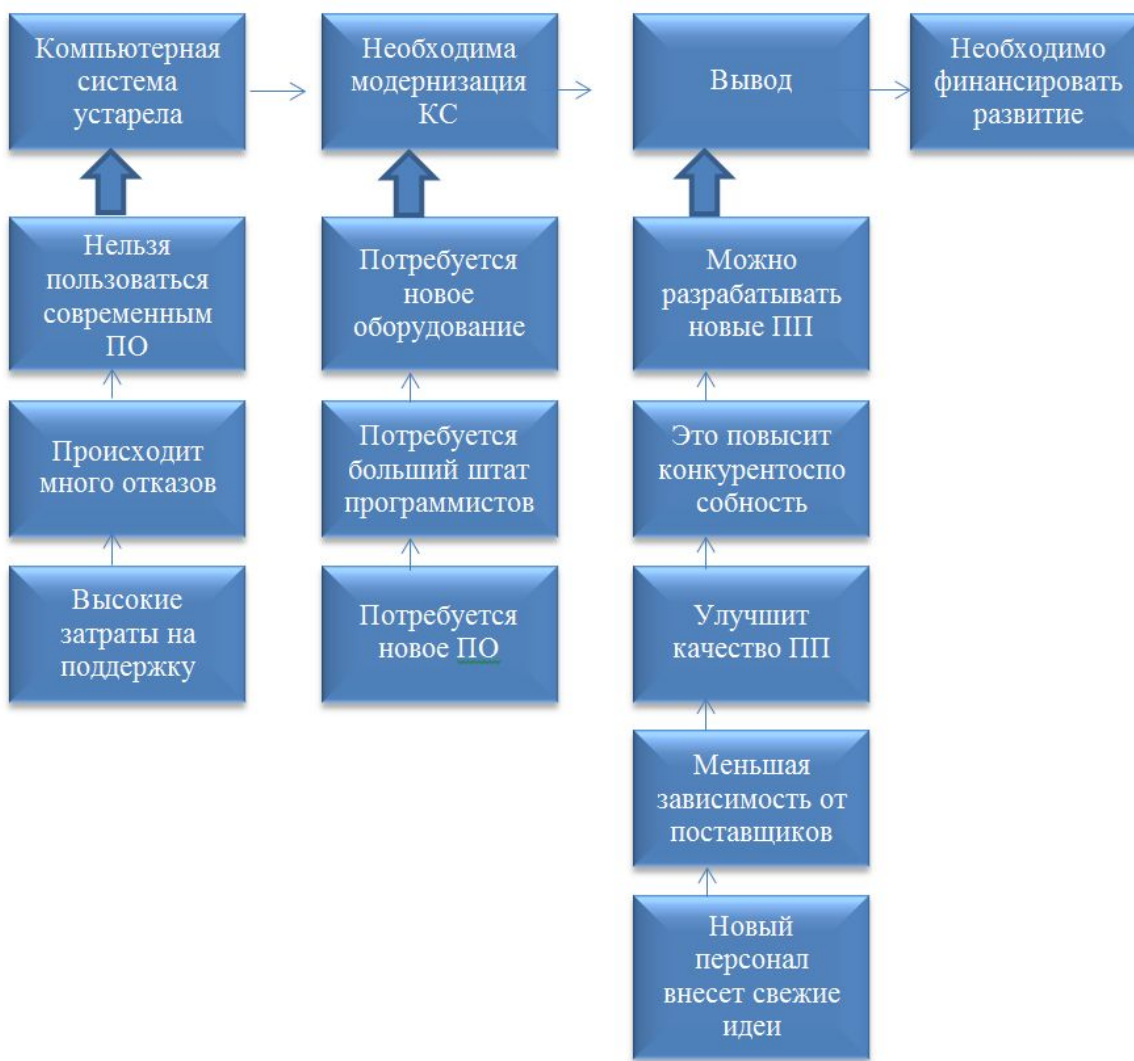 Компьютерная
система
устарела
Необходима
модернизация
КС
Вывод
Необходимо
финансировать
развитие
Нельзя
пользоваться
современным
ПО
Потребуется
новое
оборудование
Можно
разрабатывать
новые ПП
Происходит
много отказов
Потребуется
больший штат
программистов
Это повысит
конкурентоспо
собность
Высокие
затраты на
поддержку
Потребуется
новое ПО
Улучшит
качество ПП
Меньшая
зависимость от
поставщиков
Новый
персонал
внесет свежие
идеи